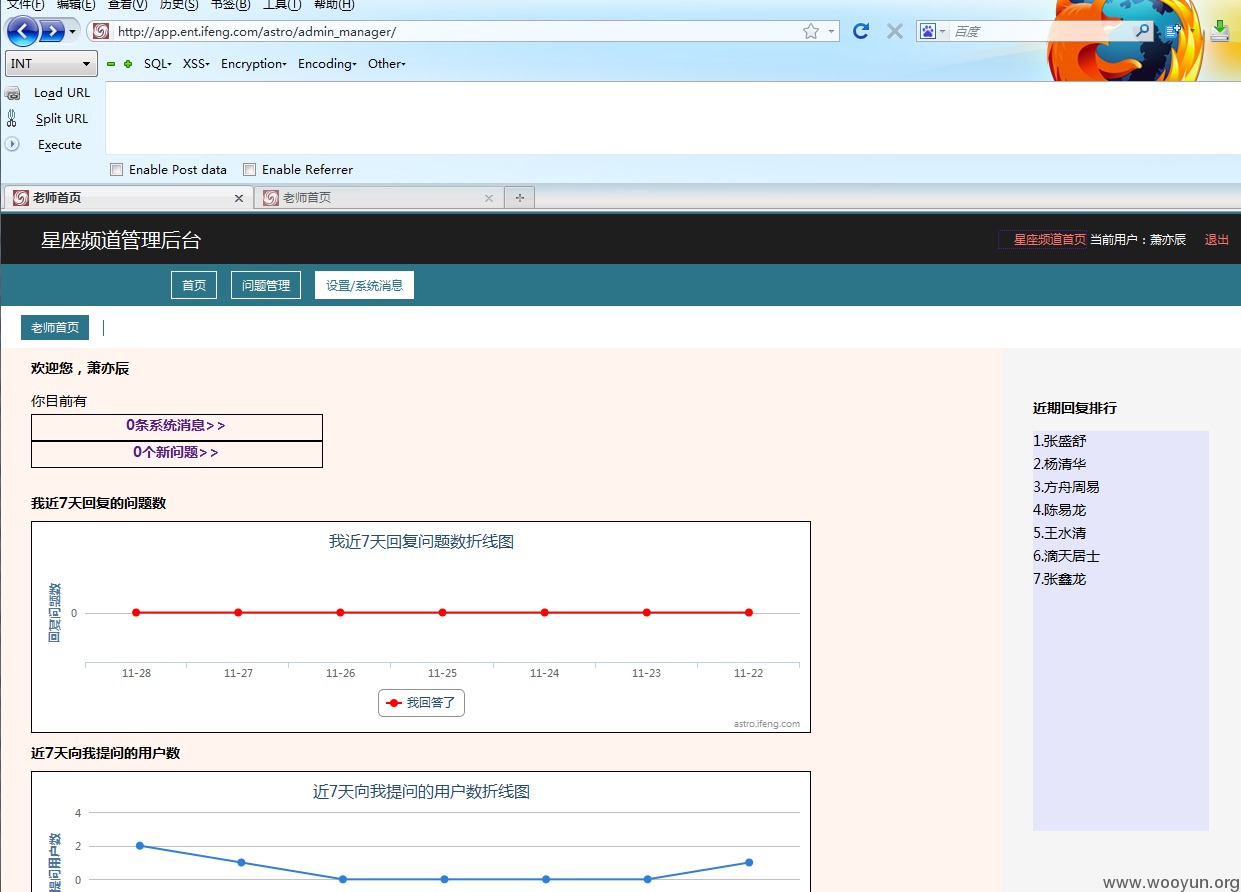 文件(F) 编辑(E) 查看(V) 历史(S) 书签(B) 工具(T) 帮助(H)
http://app.ent.ifeng.com/astro/admin_manager/
百度
INT SQL XSS Encryption Encoding Other
Load URL
Split URL
Execute
Enable Post data Enable Referrer
老师首页 老师首页
星座频道管理后台 星座频道首页 当前用户：萧亦辰 退出
首页 问题管理 设置/系统消息
老师首页
欢迎您，萧亦辰
你目前有
0条系统消息>>
0个新问题>>
近期回复排行
1.张盛舒
2.杨清华
3.方舟周易
4.陈易龙
5.王水清
6.滴天居士
7.张鑫龙
我近7天回复的问题数
我近7天回复问题数折线图
回复问题数
0
11-28 11-27 11-26 11-25 11-24 11-23 11-22
我回答了
astro.ifeng.com
近7天向我提问的用户数
近7天向我提问的用户数折线图
提问用户数
4
2
0
www.wooyun.org